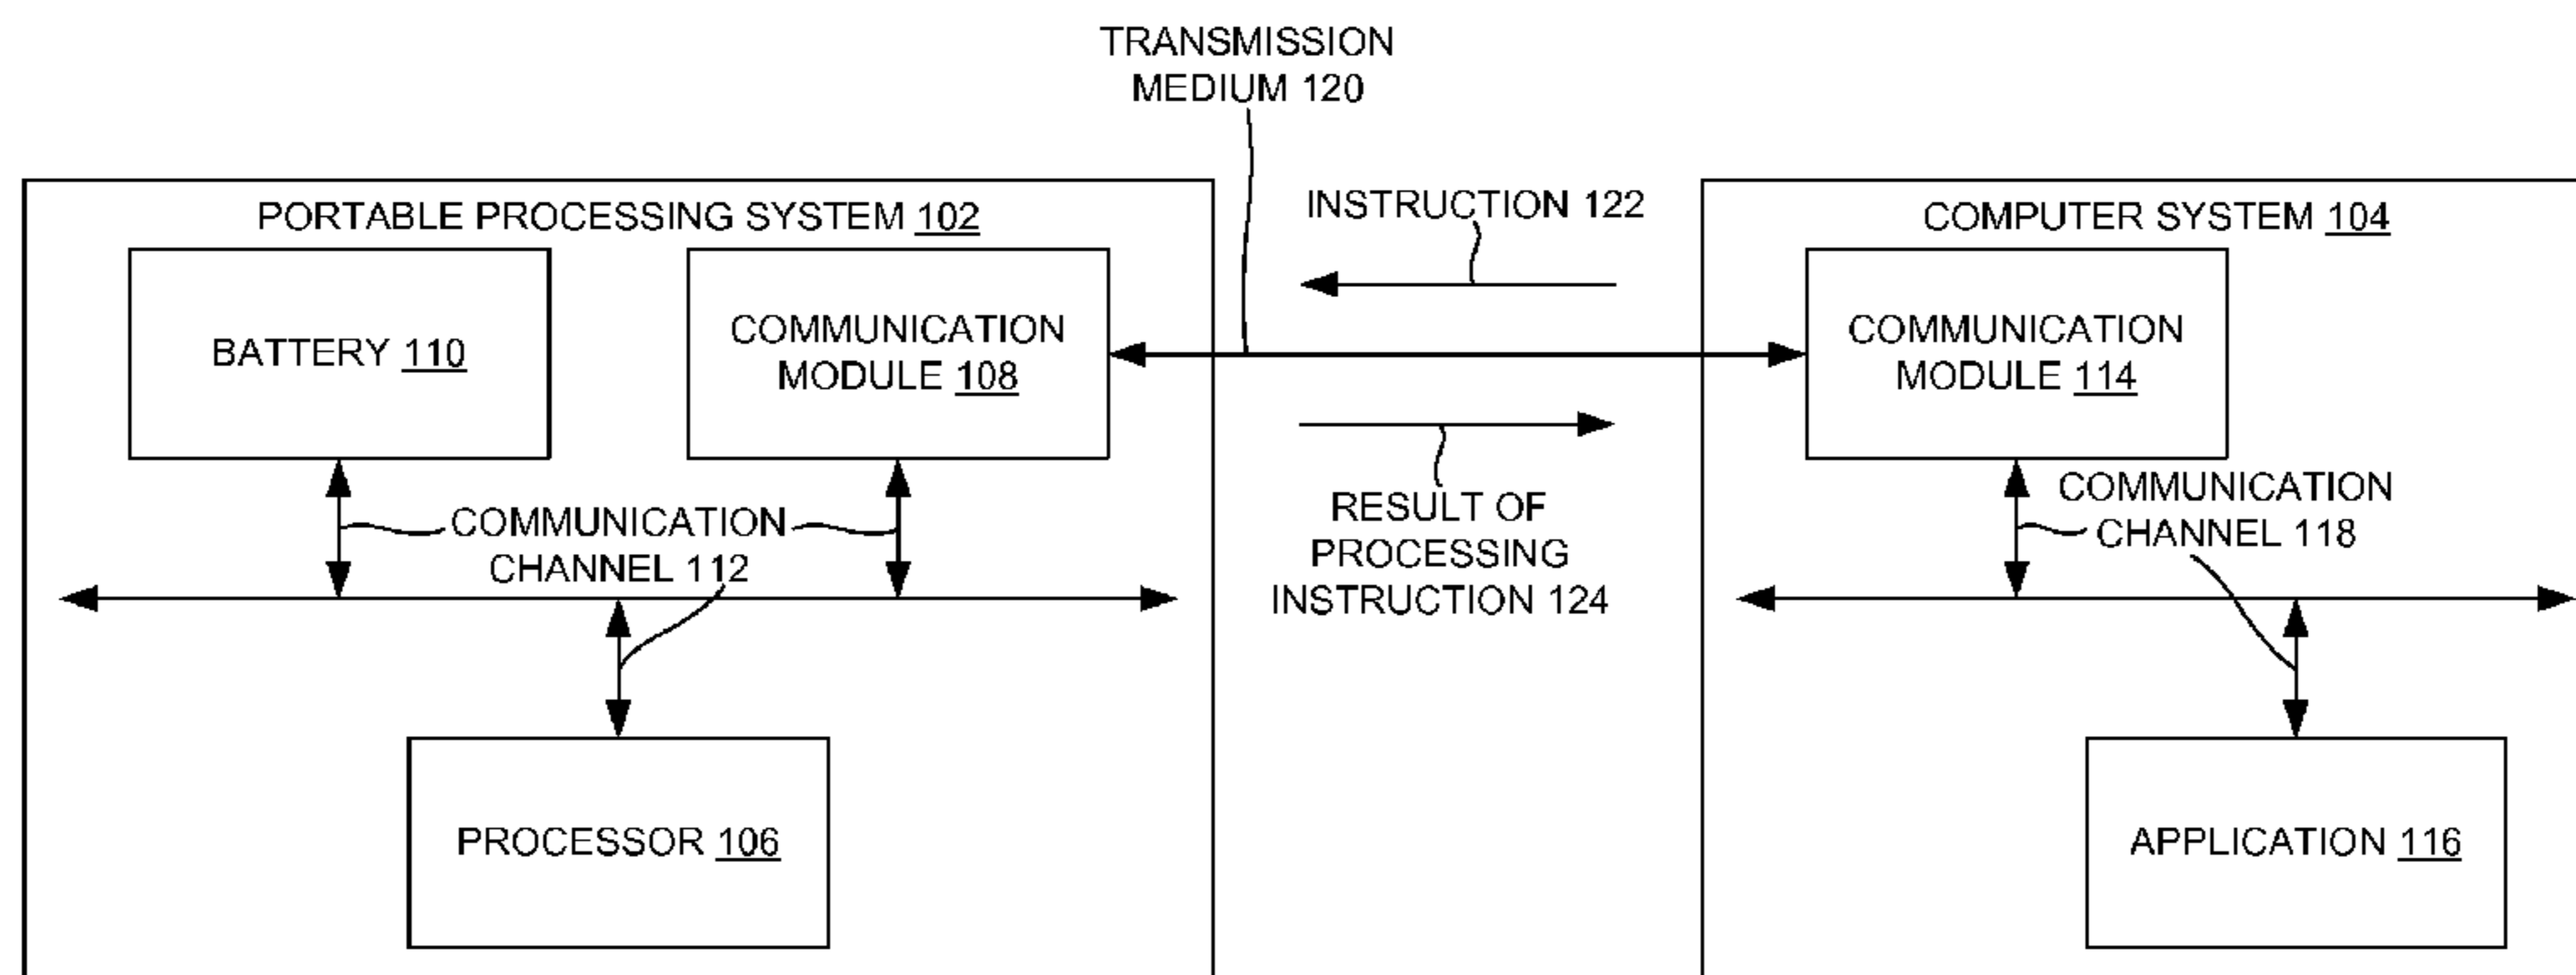 TRANSMISSION
MEDIUM 120
PORTABLE PROCESSING SYSTEM 102
BATTERY 110
COMMUNICATION
MODULE 108
COMMUNICATION
CHANNEL 112
PROCESSOR 106
INSTRUCTION 122
RESULT OF
PROCESSING
INSTRUCTION 124
COMPUTER SYSTEM 104
COMMUNICATION
MODULE 114
COMMUNICATION
CHANNEL 118
APPLICATION 116